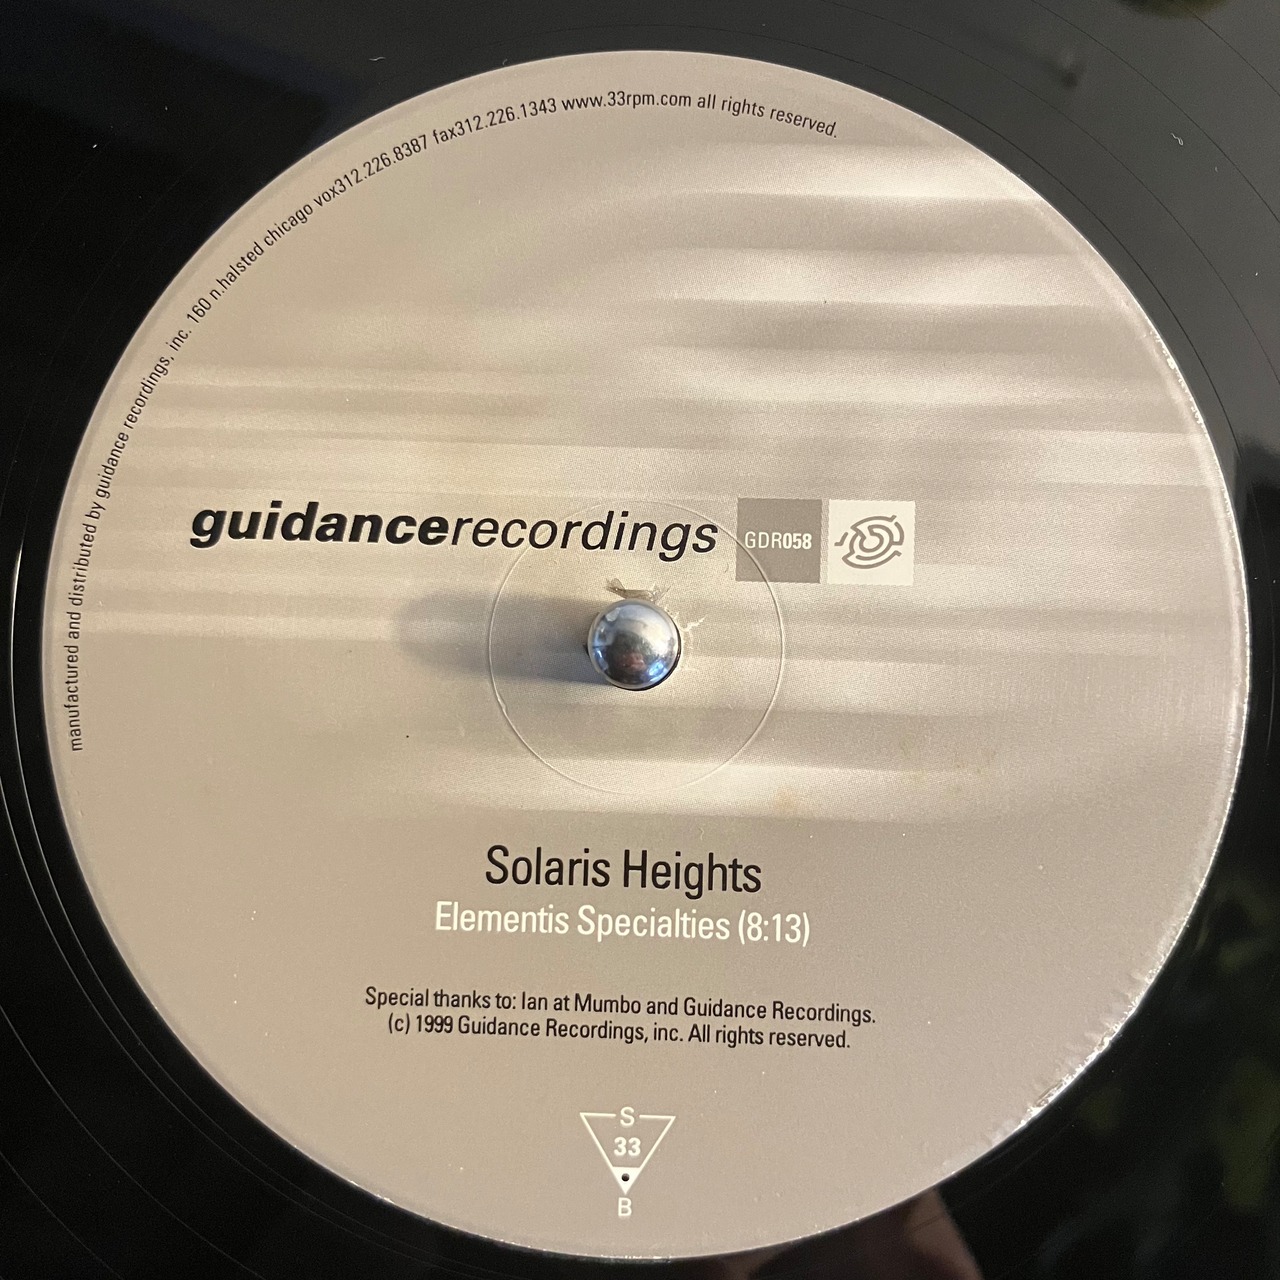 manufactured and distributed by guidance recordings, inc. 160 n.halsted chicago vox312.226.8387 fax312.226.1343 www.33rpm.com all rights reserved.
guidancerecordings GDR058
Solaris Heights
Elementis Specialties (8:13)
Special thanks to: Ian at Mumbo and Guidance Recordings.
(c) 1999 Guidance Recordings, inc. All rights reserved.
S
33
B